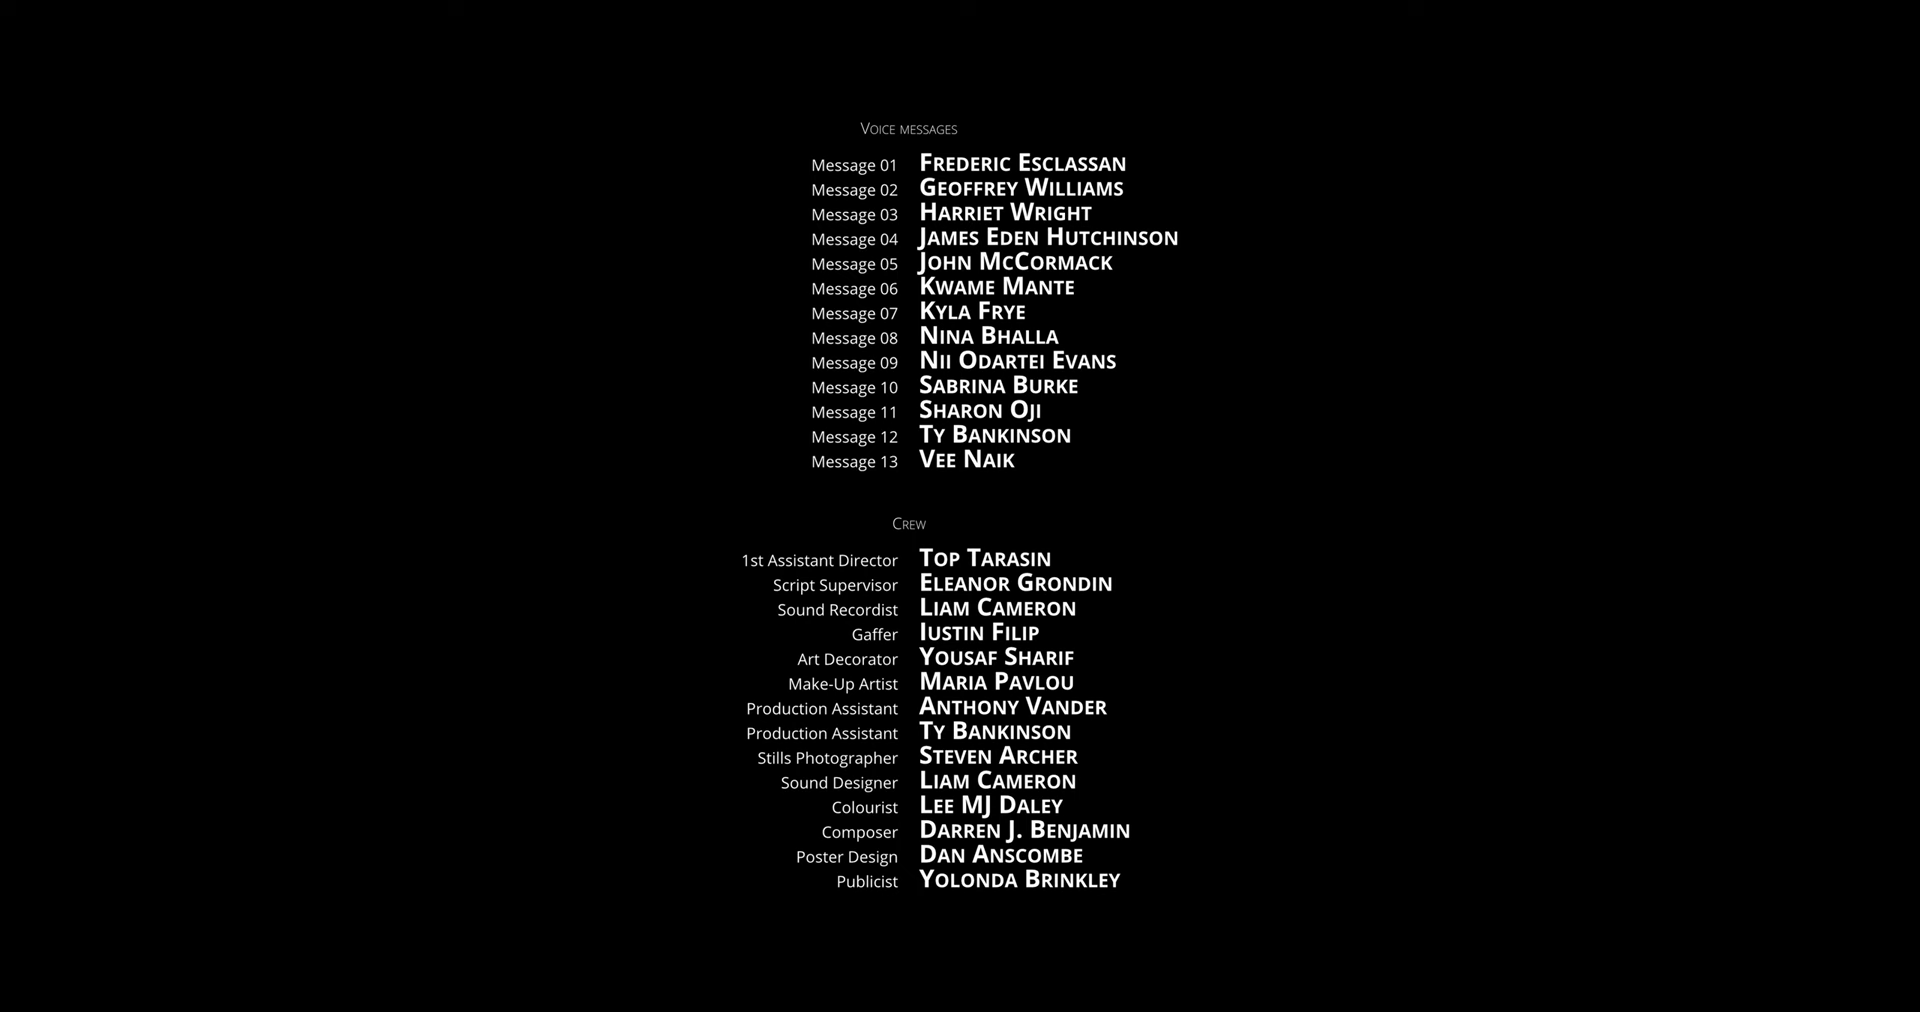 Voice messages
Message 01 Frederic Esclassan
Message 02 Geoffrey Williams
Message 03 Harriet Wright
Message 04 James Eden Hutchinson
Message 05 John McCormack
Message 06 Kwame Mante
Message 07 Kyla Frye
Message 08 Nina Bhalla
Message 09 Nii Odartei Evans
Message 10 Sabrina Burke
Message 11 Sharon Oji
Message 12 Ty Bankinson
Message 13 Vee Naik
Crew
1st Assistant Director Top Tarasin
Script Supervisor Eleanor Grondin
Sound Recordist Liam Cameron
Gaffer Iustin Filip
Art Decorator Yousaf Sharif
Make-Up Artist Maria Pavlou
Production Assistant Anthony Vander
Production Assistant Ty Bankinson
Stills Photographer Steven Archer
Sound Designer Liam Cameron
Colourist Lee MJ Daley
Composer Darren J. Benjamin
Poster Design Dan Anscombe
Publicist Yolonda Brinkley